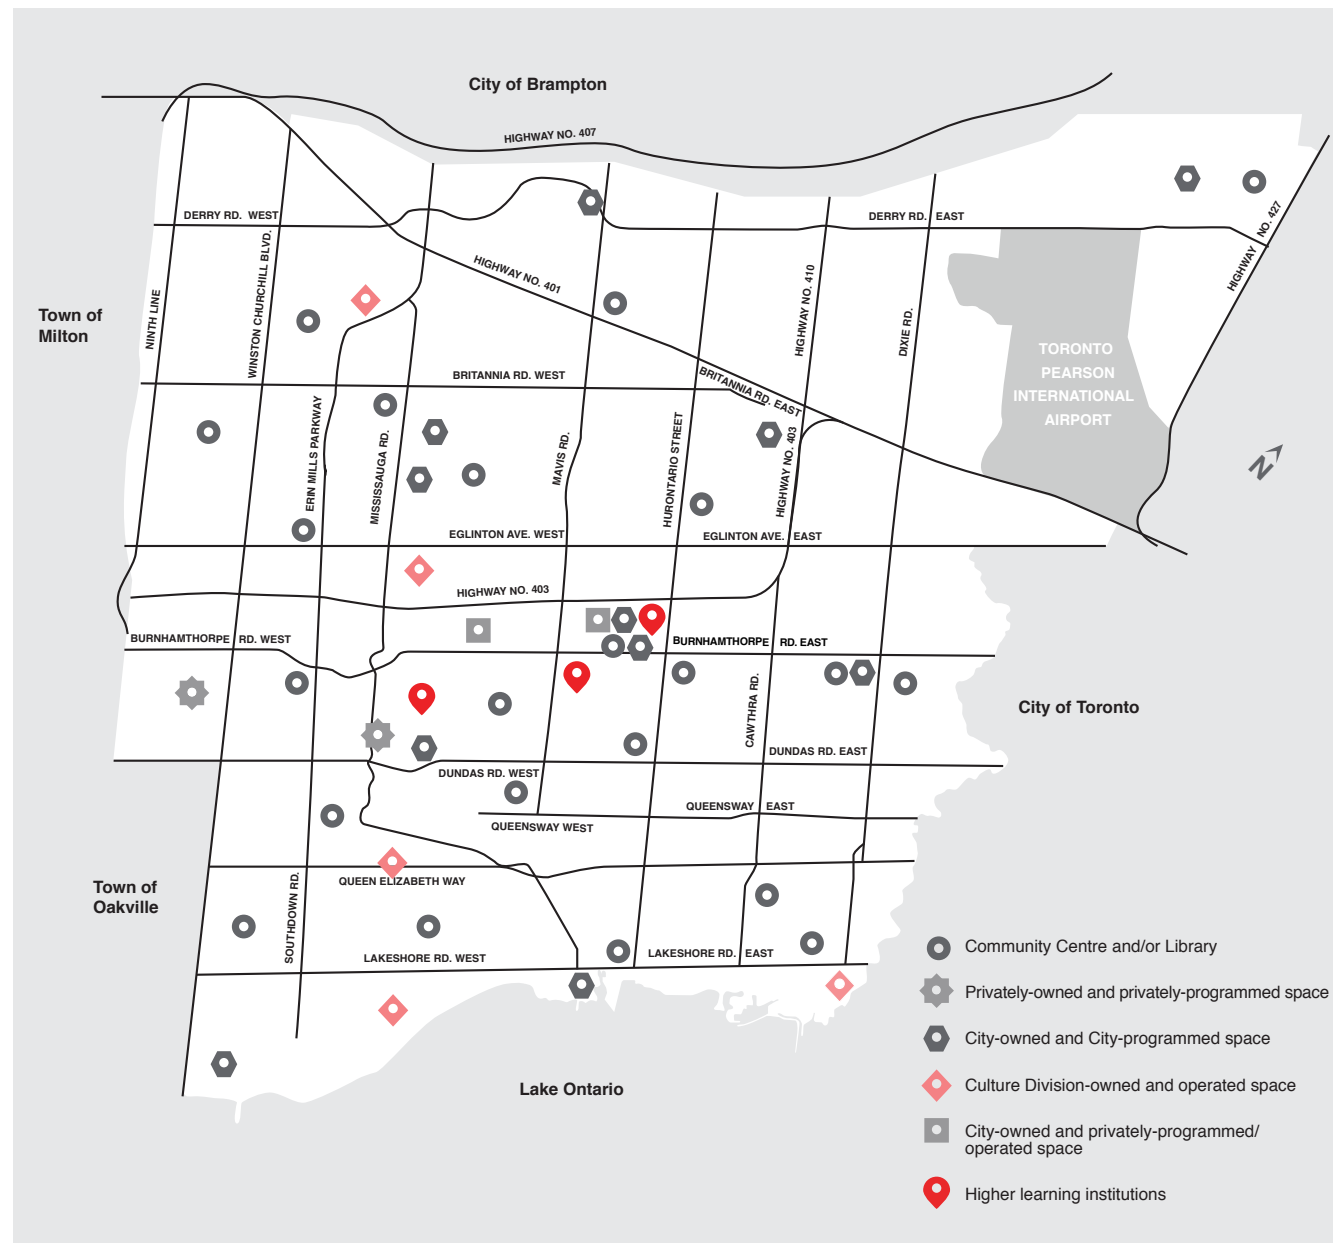 City of Brampton
HIGHWAY NO. 407
DERRY RD. WEST
DERRY RD. EAST
HIGHWAY NO. 427
HIGHWAY NO. 401
HIGHWAY NO. 410
WINSTON CHURCHILL BLVD.
NINTH LINE
Town of
Milton
DIXIE RD.
TORONTO
PEARSON
INTERNATIONAL
AIRPORT
BRITANNIA RD. WEST
BRITANNIA RD. EAST
ERIN MILLS PARKWAY
MISSISSAUGA RD.
MAVIS RD.
HURONTARIO STREET
HIGHWAY NO. 403
N
EGLINTON AVE. WEST
EGLINTON AVE. EAST
HIGHWAY NO. 403
BURNHAMTHORPE RD. WEST
BURNHAMTHORPE RD. EAST
CAWTHRA RD.
City of Toronto
DUNDAS RD. EAST
DUNDAS RD. WEST
QUEENSWAY EAST
QUEENSWAY WEST
QUEEN ELIZABETH WAY
Town of
Oakville
SOUTHDOWN RD.
LAKESHORE RD. WEST
LAKESHORE RD. EAST
Lake Ontario
Community Centre and/or Library
Privately-owned and privately-programmed space
City-owned and City-programmed space
Culture Division-owned and operated space
City-owned and privately-programmed/
operated space
Higher learning institutions